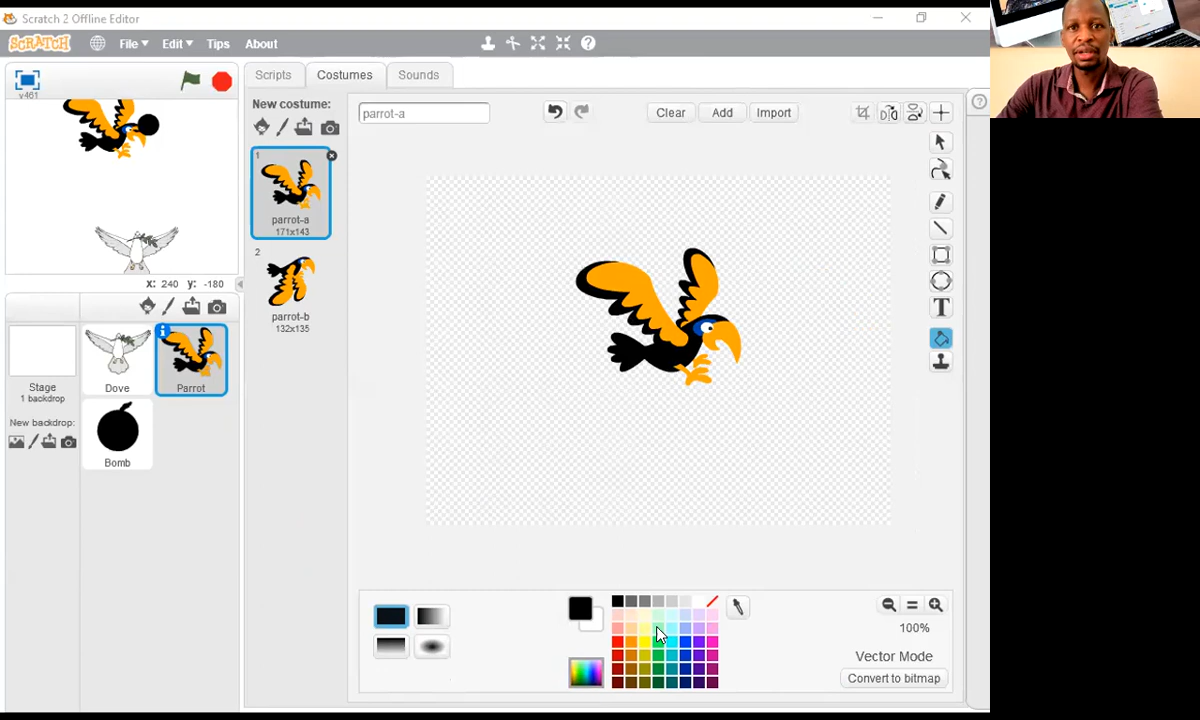 Scratch 2 Offline Editor
SCRATCH File Edit Tips About
v461
Scripts Costumes Sounds
New costume:
parrot-a
Clear Add Import
1
parrot-a
171x143
2
parrot-b
132x135
x: 240 y: -180
Stage
1 backdrop
New backdrop:
Dove
Parrot
Bomb
T
100%
Vector Mode
Convert to bitmap